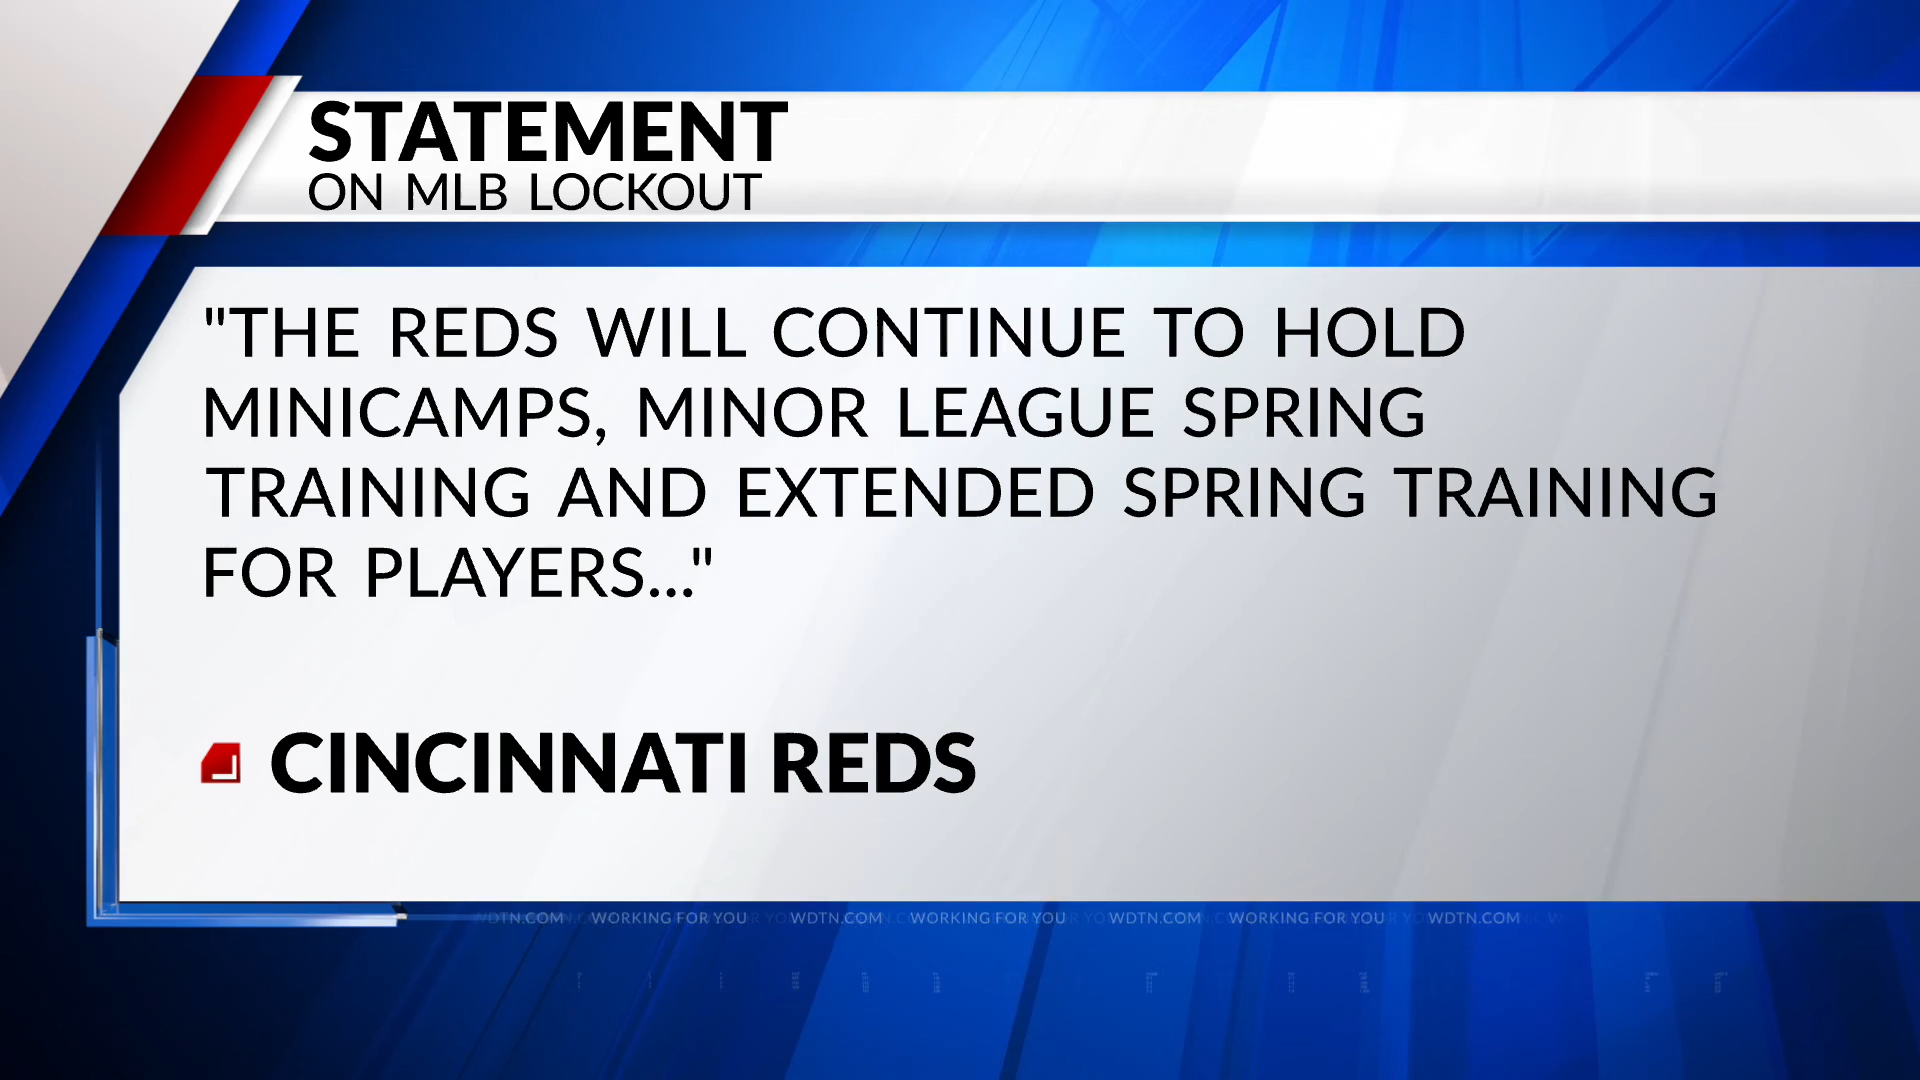 STATEMENT
ON MLB LOCKOUT
"THE REDS WILL CONTINUE TO HOLD
MINICAMPS, MINOR LEAGUE SPRING
TRAINING AND EXTENDED SPRING TRAINING
FOR PLAYERS..."
CINCINNATI REDS
WDTN.COM WORKING FOR YOU WDTN.COM WORKING FOR YOU WDTN.COM WORKING FOR YOU WDTN.COM